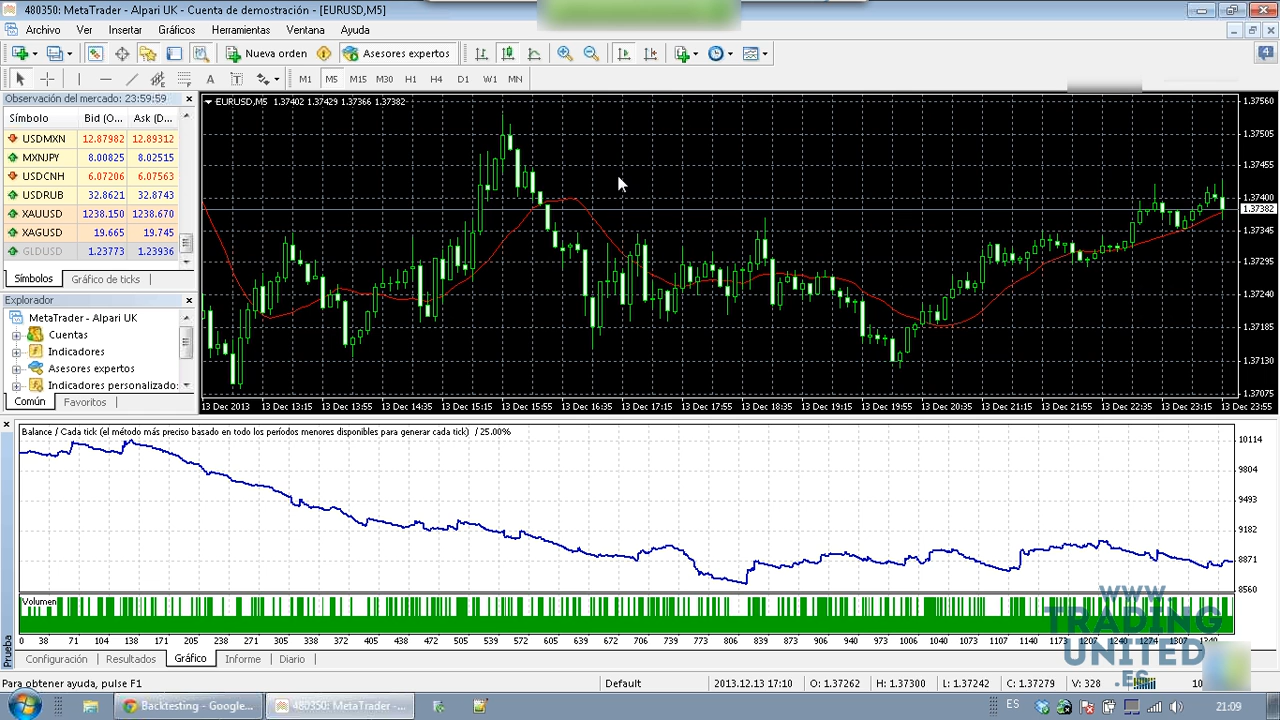 480350: MetaTrader - Alpari UK - Cuenta de demostración - [EURUSD,M5]
Archivo Ver Insertar Gráficos Herramientas Ventana Ayuda
Nueva orden Asesores expertos
4
A T M1 M5 M15 M30 H1 H4 D1 W1 MN
Observación del mercado: 23:59:59
Símbolo Bid (O... Ask (D...
USDMXN 12.87982 12.89312
MXNJPY 8.00825 8.02515
USDCNH 6.07206 6.07563
USDRUB 32.8621 32.8743
XAUUSD 1238.150 1238.670
XAGUSD 19.665 19.745
GLDUSD 1.23773 1.23936
Símbolos Gráfico de ticks
Explorador
MetaTrader - Alpari UK
Cuentas
Indicadores
Asesores expertos
Indicadores personalizado
Común Favoritos
EURUSD,M5 1.37402 1.37429 1.37366 1.37382
1.37560
1.37505
1.37455
1.37400
1.37382
1.37345
1.37295
1.37240
1.37185
1.37130
1.37075
13 Dec 2013 13 Dec 13:15 13 Dec 13:55 13 Dec 14:35 13 Dec 15:15 13 Dec 15:55 13 Dec 16:35 13 Dec 17:15 13 Dec 17:55 13 Dec 18:35 13 Dec 19:15 13 Dec 19:55 13 Dec 20:35 13 Dec 21:15 13 Dec 21:55 13 Dec 22:35 13 Dec 23:15 13 Dec 23:55
Balance / Cada tick (el método más preciso basado en todo los períodos menores disponibles para generar cada tick) / 25.00%
10114
9804
9493
9182
8871
8560
Volumen
0 38 71 104 138 171 205 238 271 305 338 372 405 438 472 505 539 572 605 639 672 706 739 772 806 839 873 906 940 973 1006 1040 1073 1107 1140 1174 1207 1240 1274 1307 1340
Prueba
Configuración Resultados Gráfico Informe Diario
WWW
TRADING
UNITED
.ES
Para obtener ayuda, pulse F1 Default 2013.12.13 17:10 O: 1.37262 H: 1.37300 L: 1.37242 C: 1.37279 V: 328
Backtesting - Google... 480350: MetaTrader -... ES 21:09